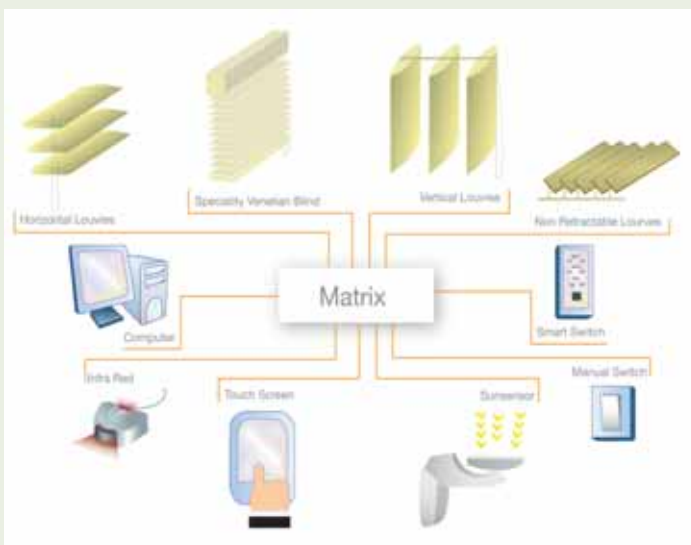 Speciality Venetian Blind
Vertical Louvres
Horizontal Louvres
Non Retractable Lourves
Matrix
Computer
Smart Switch
Infra Red
Touch Screen
Sunsensor
Manual Switch